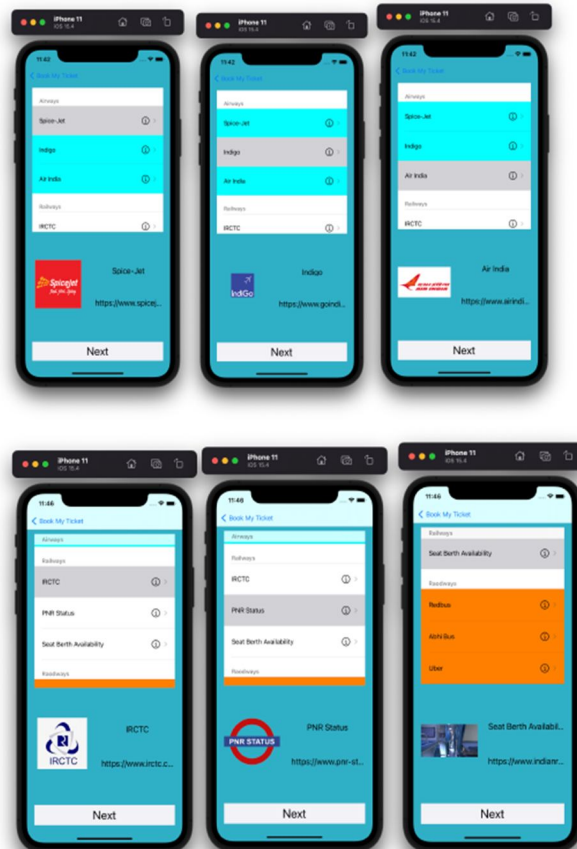 iPhone 11
iOS 15.4
11:42
Book My Ticket
Airways
Spice-Jet
Indigo
Air India
Railways
IRCTC
Spicejet
Spice-Jet
https://www.spicej...
Next
iPhone 11
iOS 15.4
11:42
Book My Ticket
Airways
Spice-Jet
Indigo
Air India
Railways
IRCTC
IndiGo
Indigo
https://www.goindi...
Next
iPhone 11
iOS 15.4
11:42
Book My Ticket
Airways
Spice-Jet
Indigo
Air India
Railways
IRCTC
AIR INDIA
Air India
https://www.airindi...
Next
iPhone 11
iOS 15.4
11:46
Book My Ticket
Airways
Railways
IRCTC
PNR Status
Seat Berth Availability
Roadways
IRCTC
IRCTC
https://www.irctc.c...
Next
iPhone 11
iOS 15.4
11:46
Book My Ticket
Airways
Railways
IRCTC
PNR Status
Seat Berth Availability
Roadways
PNR STATUS
PNR Status
https://www.pnr-st...
Next
iPhone 11
iOS 15.4
11:46
Book My Ticket
Railways
Seat Berth Availability
Roadways
Redbus
Abhi Bus
Uber
Seat Berth Availabil...
https://www.indianr...
Next